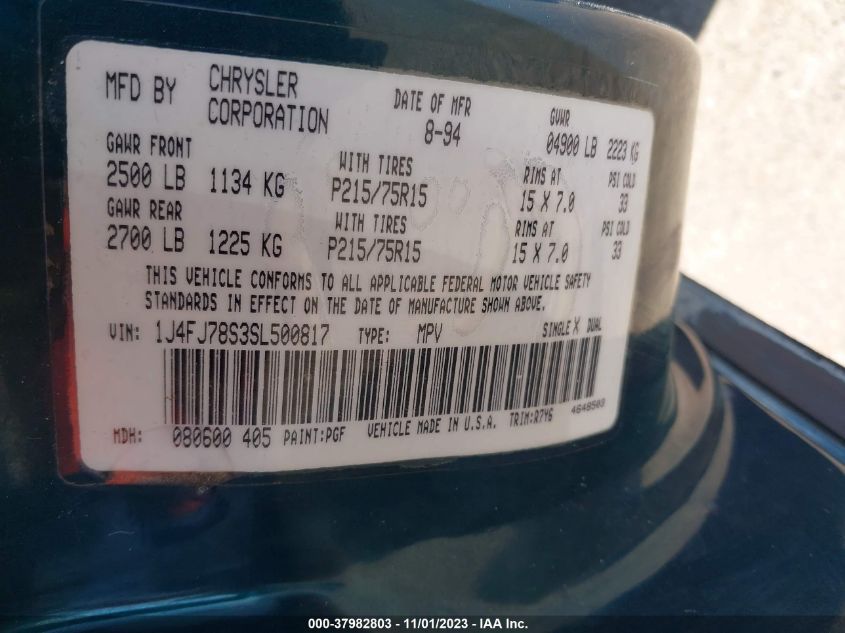 MFD BY CHRYSLER CORPORATION DATE OF MFR 8-94 GVWR 04900 LB 2223 KG
GAWR FRONT WITH TIRES RIMS AT PSI COLD
2500 LB 1134 KG P215/75R15 15 X 7.0 33
GAWR REAR WITH TIRES RIMS AT PSI COLD
2700 LB 1225 KG P215/75R15 15 X 7.0 33
THIS VEHICLE CONFORMS TO ALL APPLICABLE FEDERAL MOTOR VEHICLE SAFETY
STANDARDS IN EFFECT ON THE DATE OF MANUFACTURE SHOWN ABOVE.
VIN: 1J4FJ78S3SL500817 TYPE: MPV SINGLE X DUAL
MDH: 080600 405 PAINT:PGF VEHICLE MADE IN U.S.A. TRIM:R7Y6 4648503
000-37982803 - 11/01/2023 - IAA Inc.